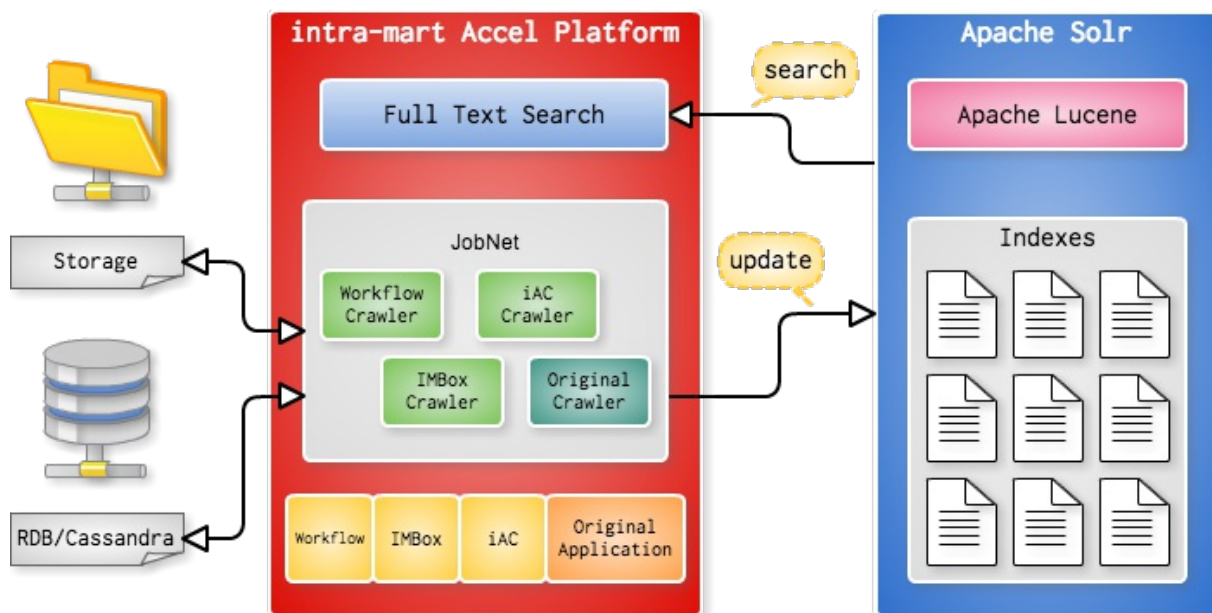 intra-mart Accel Platform
Apache Solr
search
Full Text Search
Apache Lucene
Storage
JobNet
update
Indexes
Workflow
Crawler
iAC
Crawler
IMBox
Crawler
Original
Crawler
RDB/Cassandra
Workflow
IMBox
iAC
Original
Application